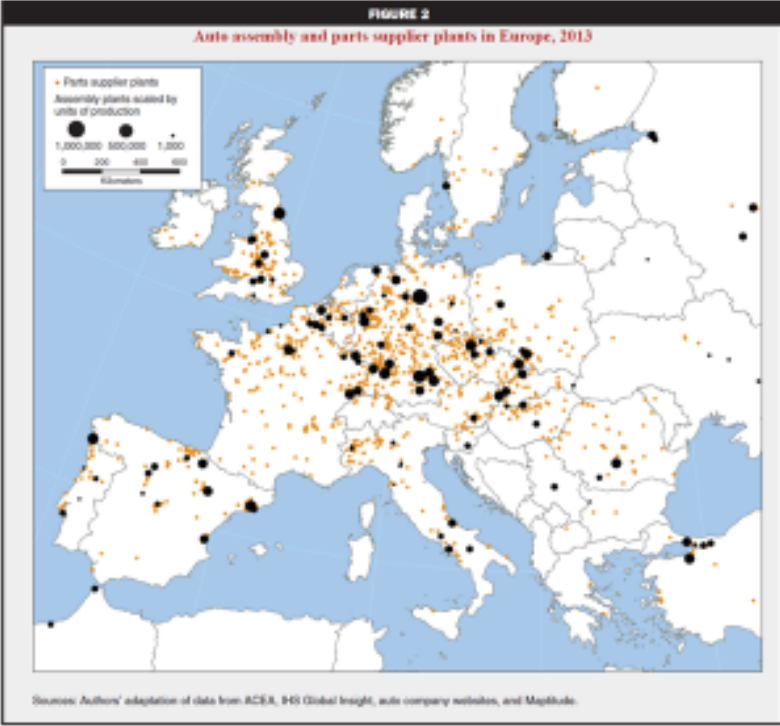 FIGURE 2
Auto assembly and parts supplier plants in Europe, 2013
Parts supplier plants
Assembly plants scaled by
units of production
1,000,000 500,000 1,000
0 200 400 600
Kilometers
Sources: Authors' adaptation of data from ACEA, IHS Global Insight, auto company websites, and Maptitude.